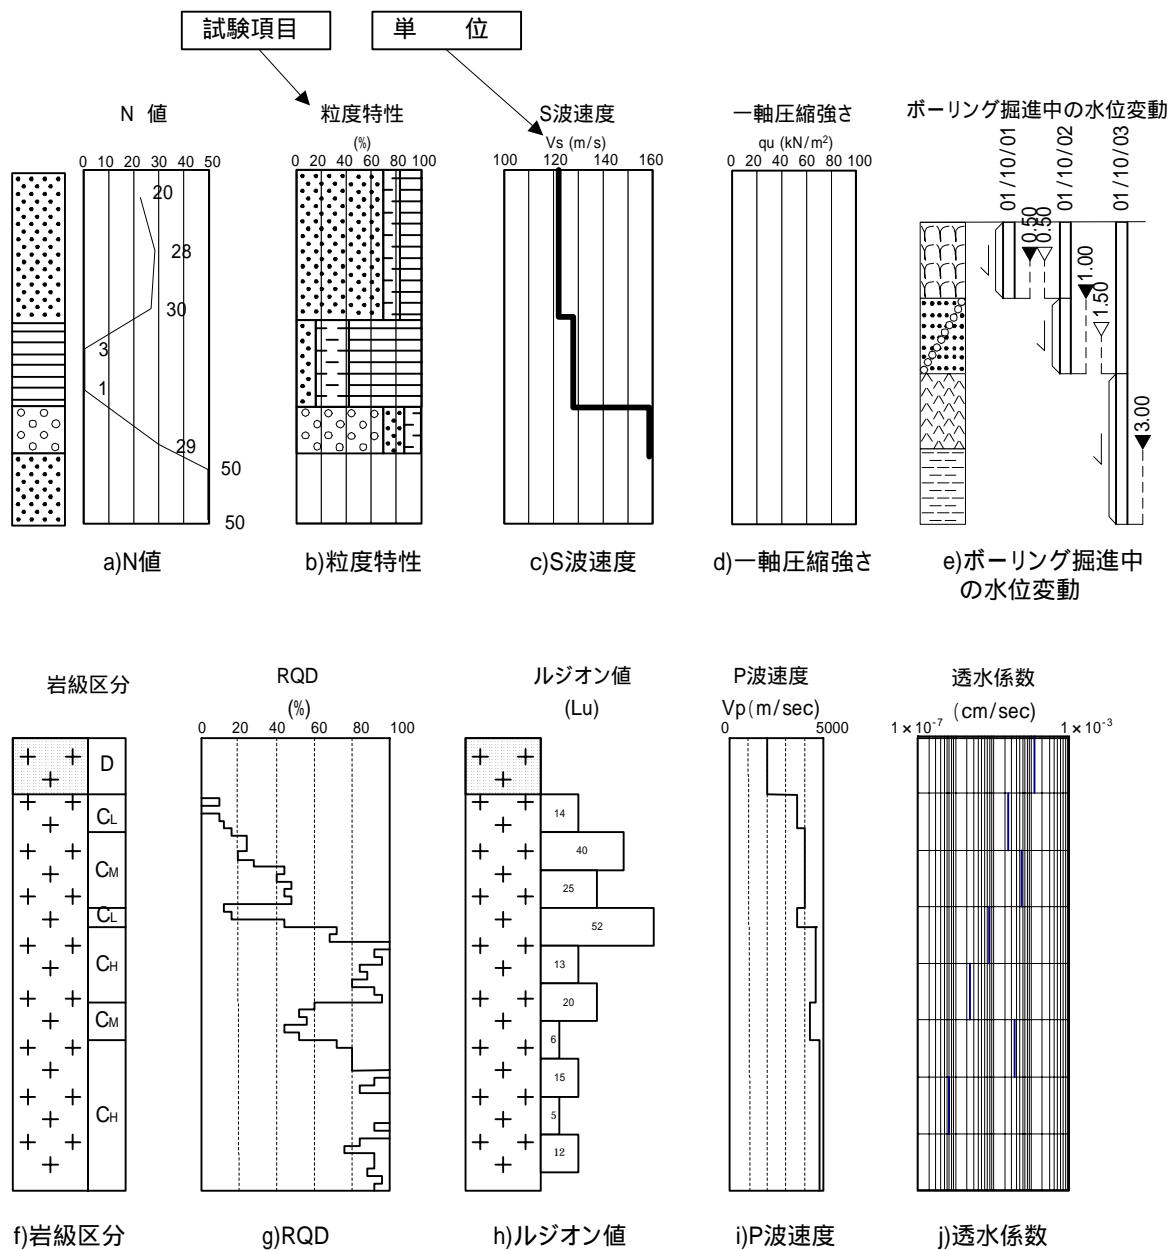 試験項目
単 位
N 値
0 10 20 30 40 50
20
28
30
3
1
29
50
50
a)N値
粒度特性
(%)
0 20 40 60 80 100
b)粒度特性
S波速度
Vs (m/s)
100 120 140 160
c)S波速度
一軸圧縮強さ
qu (kN/m²)
0 20 40 60 80 100
d)一軸圧縮強さ
ボーリング掘進中の水位変動
01/10/01
01/10/02
01/10/03
0.50
0.50
1.00
1.50
3.00
e)ボーリング掘進中
の水位変動
岩級区分
D
CL
CM
CL
CH
CM
CH
f)岩級区分
RQD
(%)
0 20 40 60 80 100
g)RQD
ルジオン値
(Lu)
14
40
25
52
13
20
6
15
5
12
h)ルジオン値
P波速度
Vp(m/sec)
0 5000
i)P波速度
透水係数
(cm/sec)
1×10⁻⁷ 1×10⁻³
j)透水係数